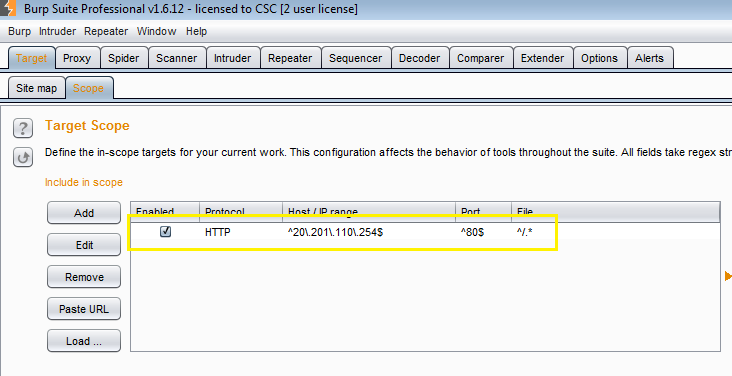 Burp Suite Professional v1.6.12 - licensed to CSC [2 user license]
Burp Intruder Repeater Window Help
Target Proxy Spider Scanner Intruder Repeater Sequencer Decoder Comparer Extender Options Alerts
Site map Scope
? Target Scope
Define the in-scope targets for your current work. This configuration affects the behavior of tools throughout the suite. All fields take regex str
Include in scope
Add Enabled Protocol Host / IP range Port File
Edit HTTP ^20\.201\.110\.254$ ^80$ ^/.*
Remove
Paste URL
Load ...